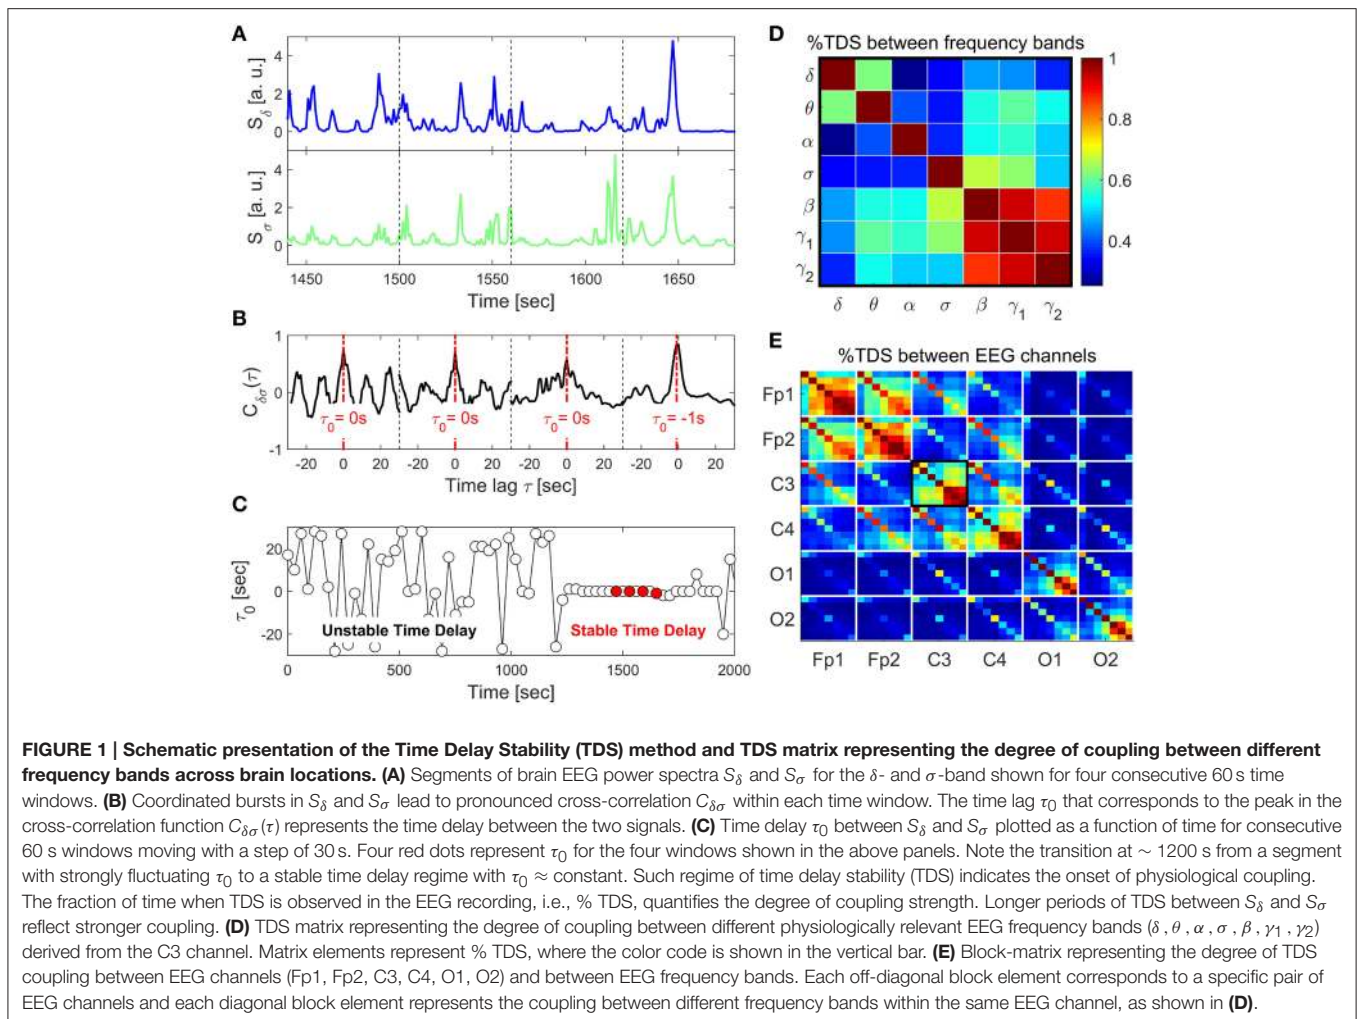 A
S_δ [a. u.]
4
2
0
S_σ [a. u.]
4
2
0
1450 1500 1550 1600 1650
Time [sec]
B
C_δσ(τ)
1
0
-1
τ_0 = 0s τ_0 = 0s τ_0 = 0s τ_0 = -1s
-20 0 20 -20 0 20 -20 0 20 -20 0 20
Time lag τ [sec]
C
τ_0 [sec]
20
0
-20
Unstable Time Delay Stable Time Delay
0 500 1000 1500 2000
Time [sec]
D
%TDS between frequency bands
δ
θ
α
σ
β
γ_1
γ_2
δ θ α σ β γ_1 γ_2
1
0.8
0.6
0.4
E
%TDS between EEG channels
Fp1
Fp2
C3
C4
O1
O2
Fp1 Fp2 C3 C4 O1 O2
FIGURE 1 | Schematic presentation of the Time Delay Stability (TDS) method and TDS matrix representing the degree of coupling between different
frequency bands across brain locations. (A) Segments of brain EEG power spectra S_δ and S_σ for the δ- and σ-band shown for four consecutive 60 s time
windows. (B) Coordinated bursts in S_δ and S_σ lead to pronounced cross-correlation C_δσ within each time window. The time lag τ_0 that corresponds to the peak in the
cross-correlation function C_δσ(τ) represents the time delay between the two signals. (C) Time delay τ_0 between S_δ and S_σ plotted as a function of time for consecutive
60 s windows moving with a step of 30 s. Four red dots represent τ_0 for the four windows shown in the above panels. Note the transition at ~ 1200 s from a segment
with strongly fluctuating τ_0 to a stable time delay regime with τ_0 ≈ constant. Such regime of time delay stability (TDS) indicates the onset of physiological coupling.
The fraction of time when TDS is observed in the EEG recording, i.e., % TDS, quantifies the degree of coupling strength. Longer periods of TDS between S_δ and S_σ
reflect stronger coupling. (D) TDS matrix representing the degree of coupling between different physiologically relevant EEG frequency bands (δ, θ, α, σ, β, γ_1, γ_2)
derived from the C3 channel. Matrix elements represent % TDS, where the color code is shown in the vertical bar. (E) Block-matrix representing the degree of TDS
coupling between EEG channels (Fp1, Fp2, C3, C4, O1, O2) and between EEG frequency bands. Each off-diagonal block element corresponds to a specific pair of
EEG channels and each diagonal block element represents the coupling between different frequency bands within the same EEG channel, as shown in (D).